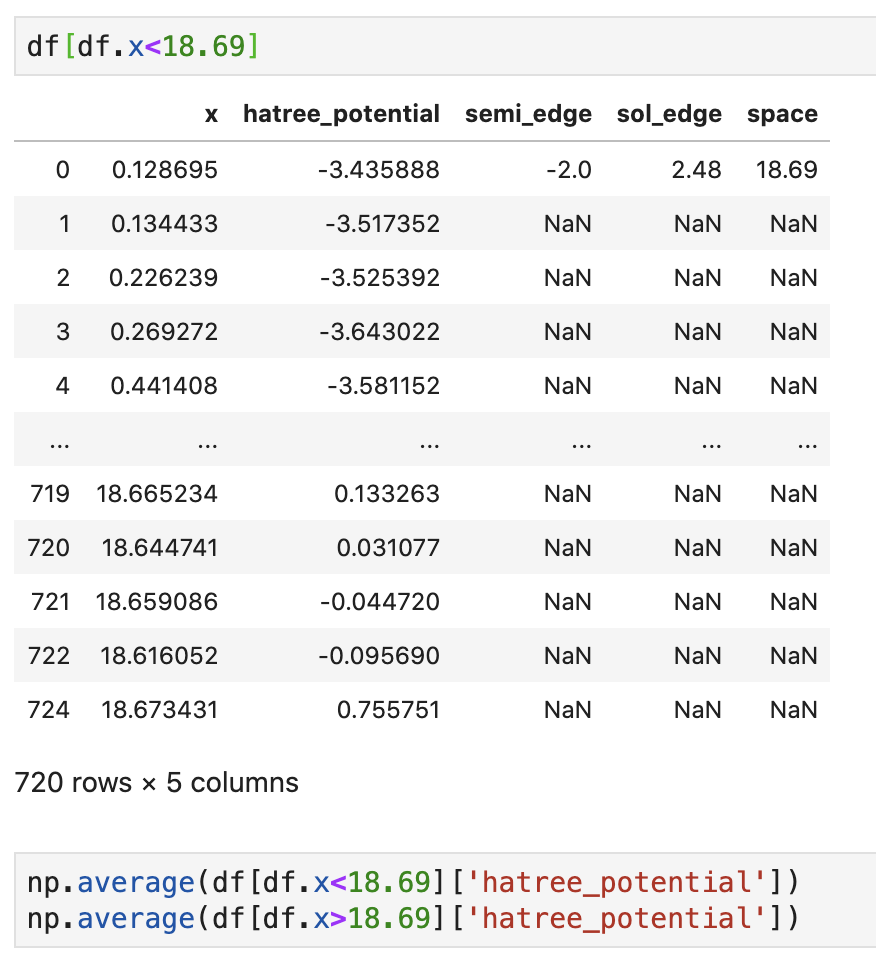 df[df.x<18.69]
x hatree_potential semi_edge sol_edge space
0 0.128695 -3.435888 -2.0 2.48 18.69
1 0.134433 -3.517352 NaN NaN NaN
2 0.226239 -3.525392 NaN NaN NaN
3 0.269272 -3.643022 NaN NaN NaN
4 0.441408 -3.581152 NaN NaN NaN
... ... ... ... ... ...
719 18.665234 0.133263 NaN NaN NaN
720 18.644741 0.031077 NaN NaN NaN
721 18.659086 -0.044720 NaN NaN NaN
722 18.616052 -0.095690 NaN NaN NaN
724 18.673431 0.755751 NaN NaN NaN
720 rows × 5 columns
np.average(df[df.x<18.69]['hatree_potential'])
np.average(df[df.x>18.69]['hatree_potential'])